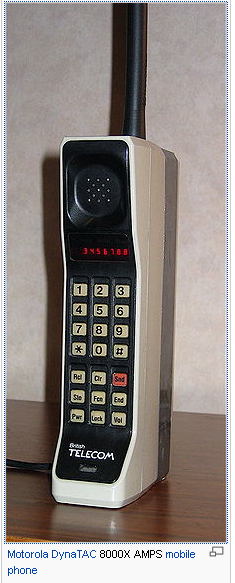 3456788
1 2 3
4 5 6
7 8 9
* 0 #
Rcl Clr Snd
Sto Fcn End
Pwr Lock Vol
British
TELECOM
Motorola DynaTAC 8000X AMPS mobile
phone